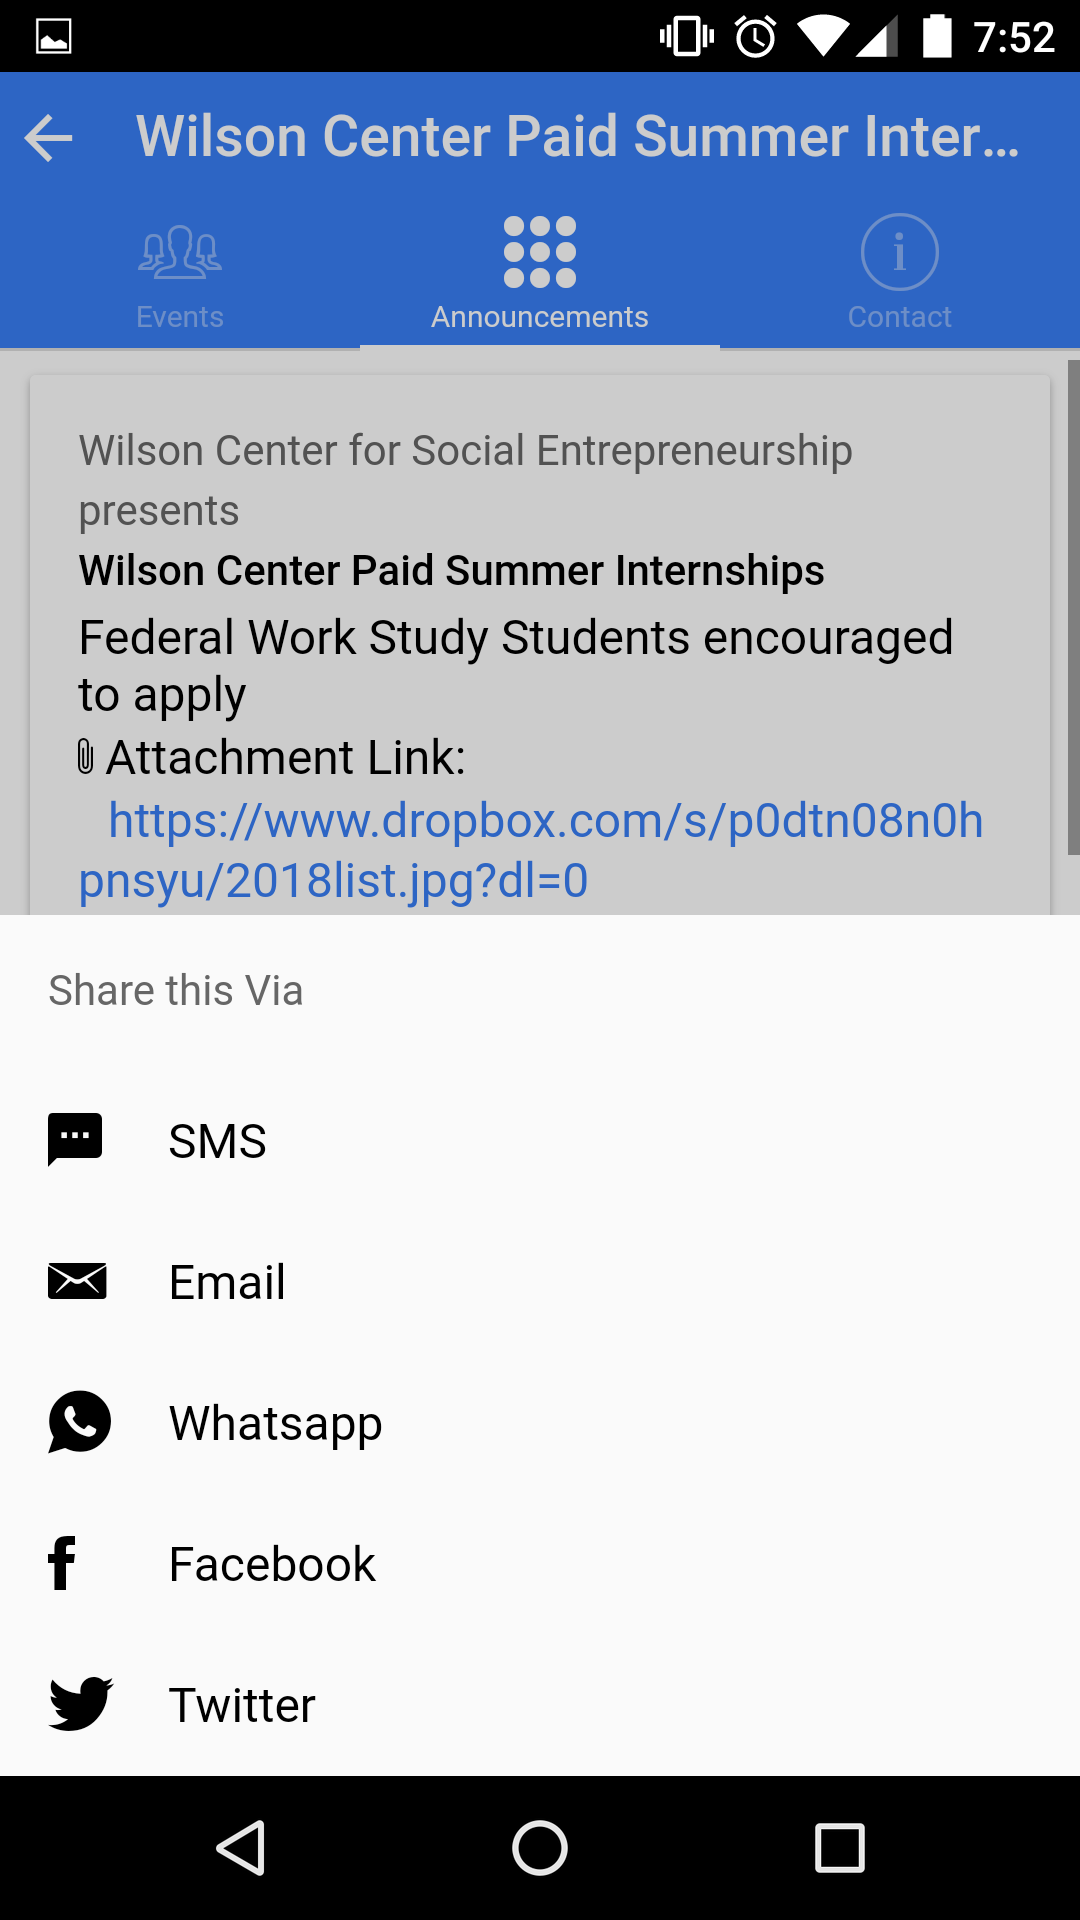 7:52
Wilson Center Paid Summer Inter...
Events
Announcements
Contact
Wilson Center for Social Entrepreneurship
presents
Wilson Center Paid Summer Internships
Federal Work Study Students encouraged
to apply
Attachment Link:
https://www.dropbox.com/s/p0dtn08n0h
pnsyu/2018list.jpg?dl=0
Share this Via
SMS
Email
Whatsapp
Facebook
Twitter